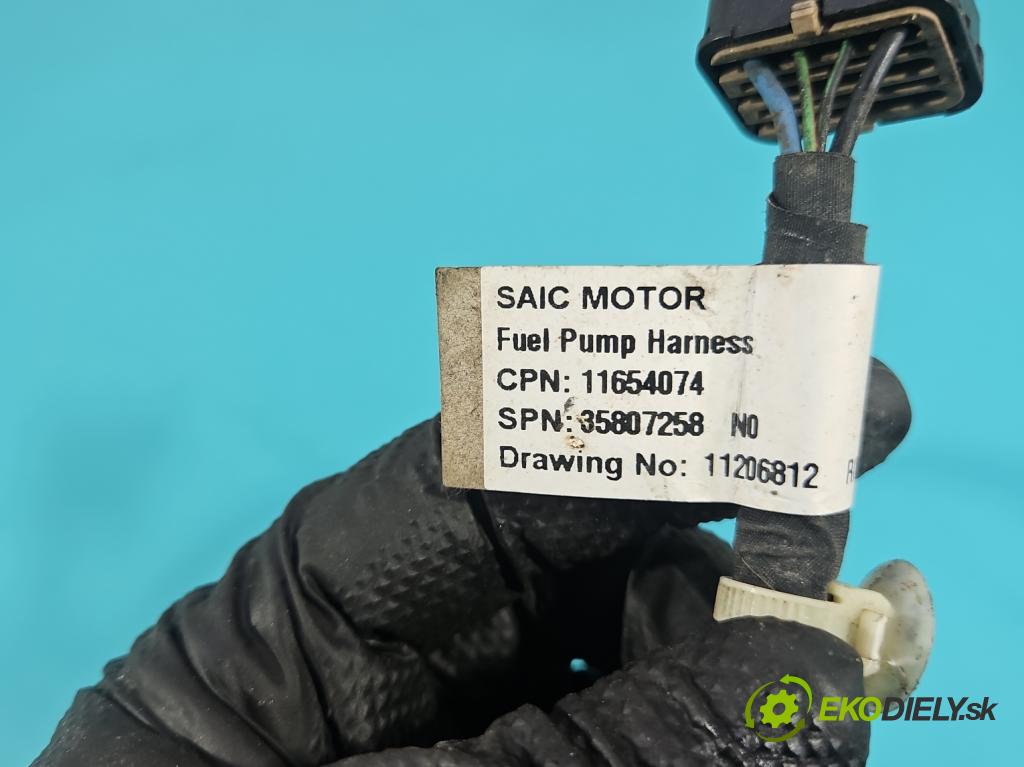 SAIC MOTOR
Fuel Pump Harness
CPN: 11654074
SPN: 35807258 N0
Drawing No: 11206812
EKODIELY.sk